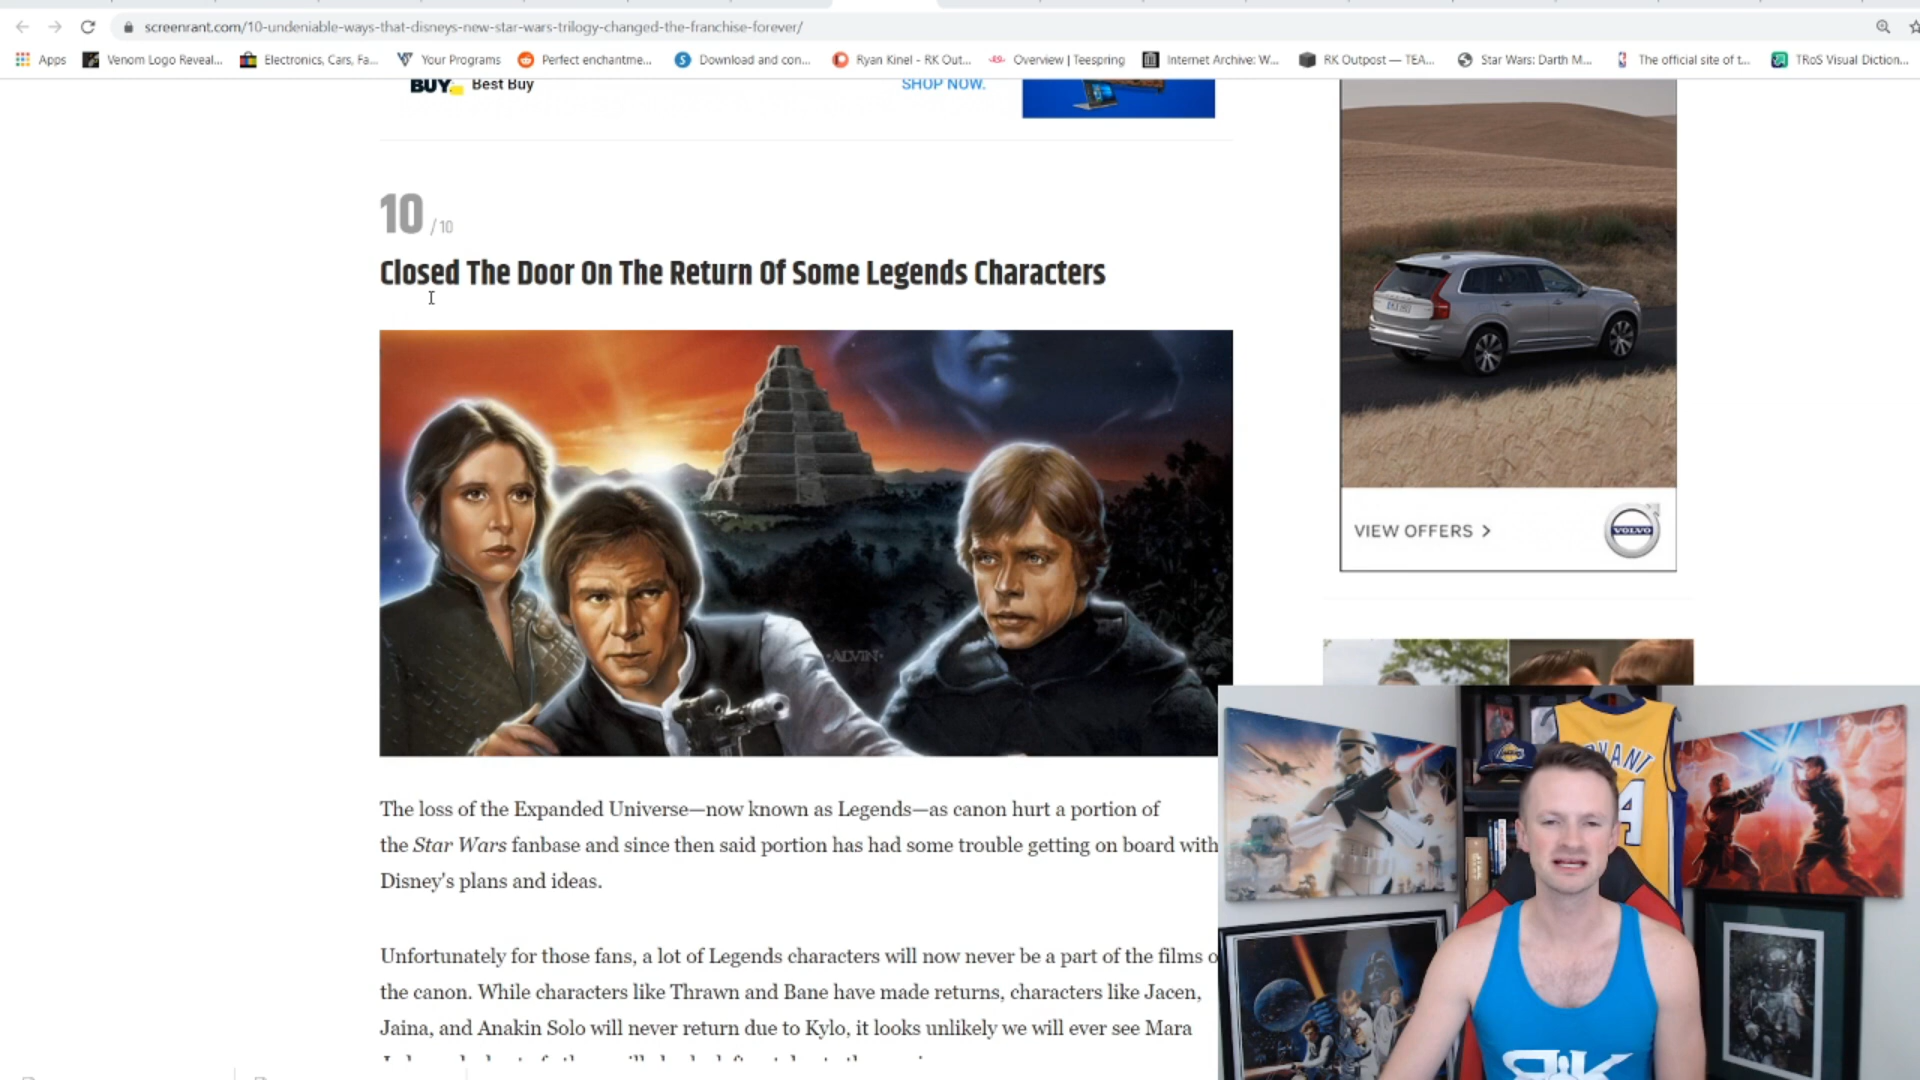 screenrant.com/10-undeniable-ways-that-disneys-new-star-wars-trilogy-changed-the-franchise-forever/
Apps
Venom Logo Reveal...
Electronics, Cars, Fa...
Your Programs
Perfect enchantme...
Download and con...
Ryan Kinel - RK Out...
Overview | Teespring
Internet Archive: W...
RK Outpost — TEA...
Star Wars: Darth M...
The official site of t...
TRoS Visual Diction...
BUY
Best Buy
SHOP NOW.
10 / 10
Closed The Door On The Return Of Some Legends Characters
·ALVIN·
VIEW OFFERS >
VOLVO
The loss of the Expanded Universe—now known as Legends—as canon hurt a portion of
the Star Wars fanbase and since then said portion has had some trouble getting on board with
Disney's plans and ideas.
Unfortunately for those fans, a lot of Legends characters will now never be a part of the films
the canon. While characters like Thrawn and Bane have made returns, characters like Jacen,
Jaina, and Anakin Solo will never return due to Kylo, it looks unlikely we will ever see Mara
RK